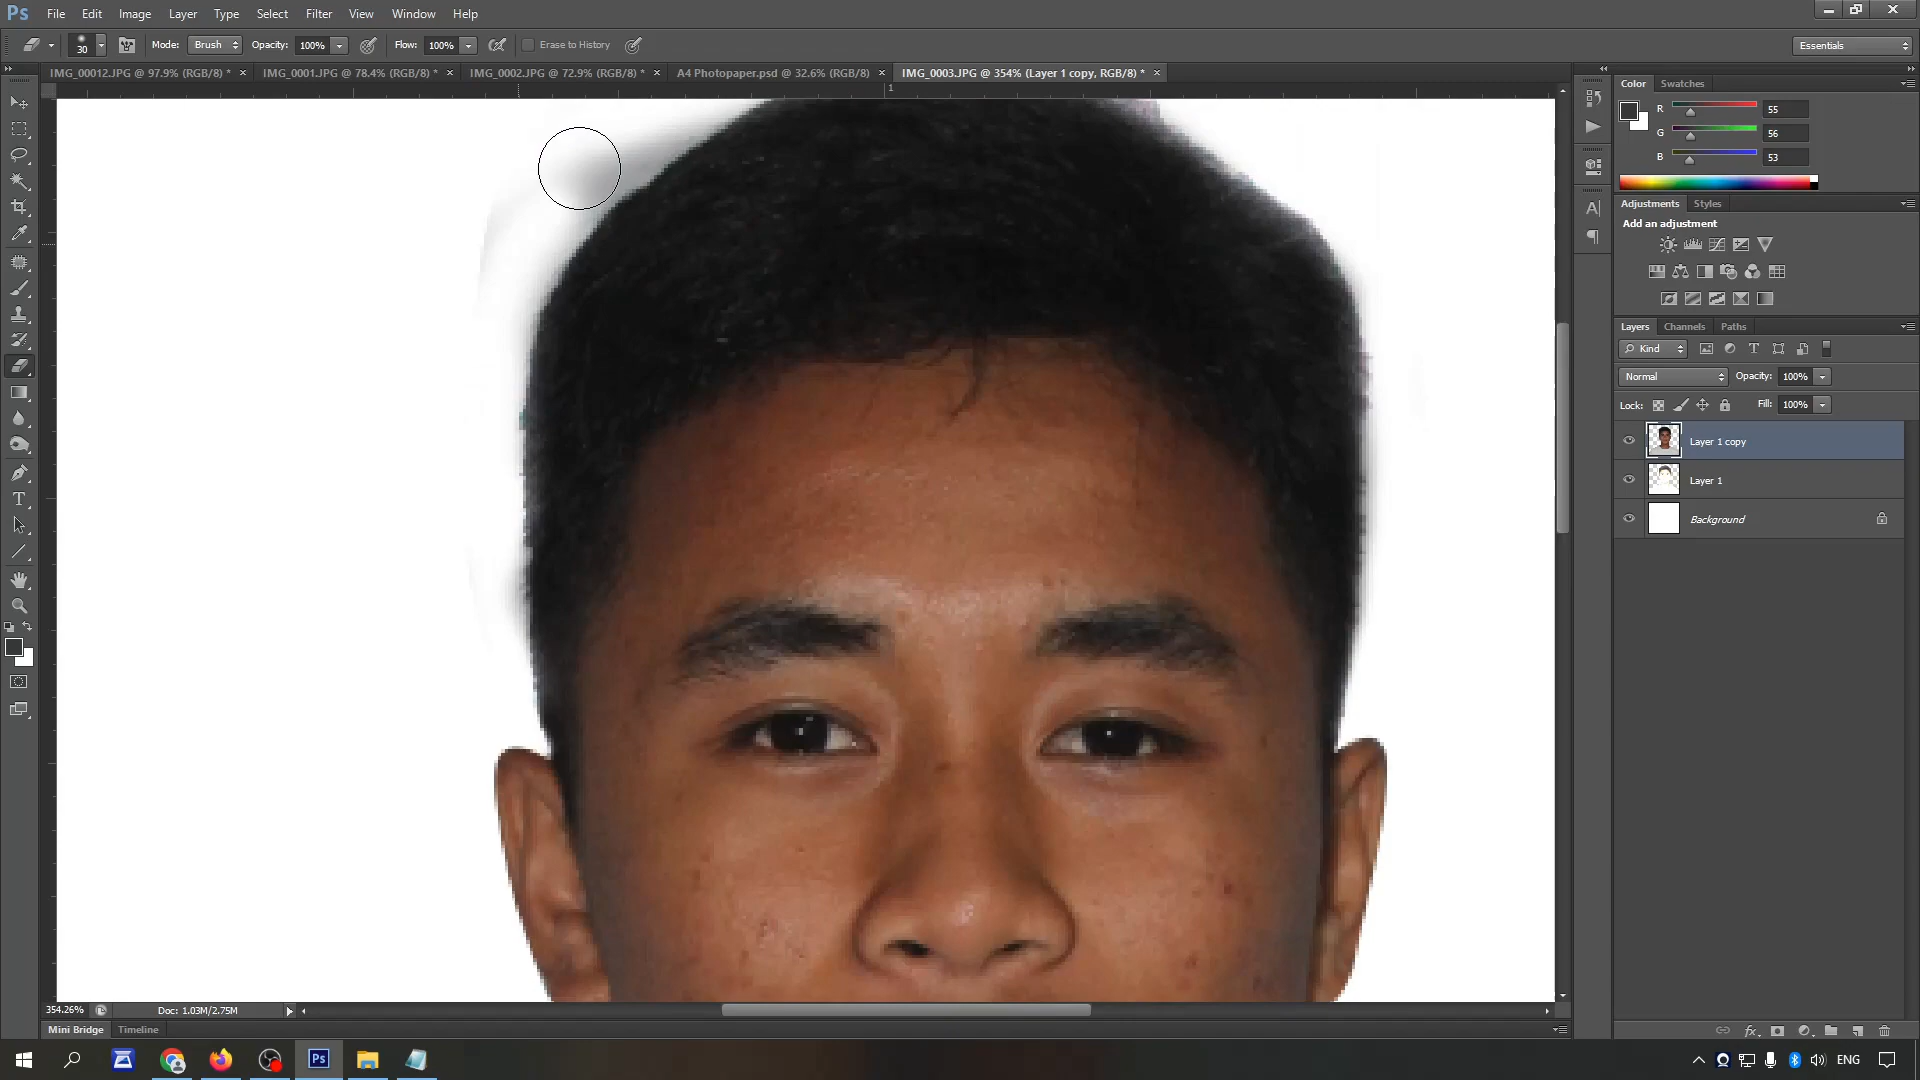 Ps File Edit Image Layer Type Select Filter View Window Help
30 Mode: Brush Opacity: 100% Flow: 100% Erase to History Essentials
IMG_00012.JPG @ 97.9% (RGB/8) * × IMG_0001.JPG @ 78.4% (RGB/8) * × IMG_0002.JPG @ 72.9% (RGB/8) * × A4 Photopaper.psd @ 32.6% (RGB/8) × IMG_0003.JPG @ 354% (Layer 1 copy, RGB/8) * ×
1
Color Swatches
R 55
G 56
B 53
Adjustments Styles
Add an adjustment
Layers Channels Paths
Kind
Normal Opacity: 100%
Lock: Fill: 100%
Layer 1 copy
Layer 1
Background
354.26% Doc: 1.03M/2.75M
Mini Bridge Timeline
Ps ENG